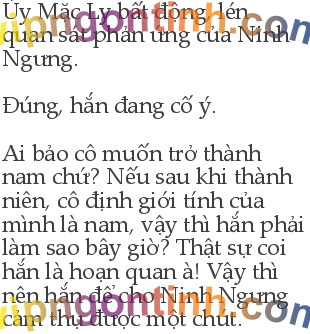 Úy Mặc Ly bất động, lén
quan sát phản ứng của Ninh
Ngưng.
Đúng, hắn đang cố ý.
Ai bảo cô muốn trở thành
nam chứ? Nếu sau khi thành
niên, cô định giới tính của
mình là nam, vậy thì hắn phải
làm sao bây giờ? Thật sự coi
hắn là hoạn quan à! Vậy thì
nên hắn để cho Ninh Ngưng
cảm thụ được một chút.
vipngontinh.com
vipngontinh.com